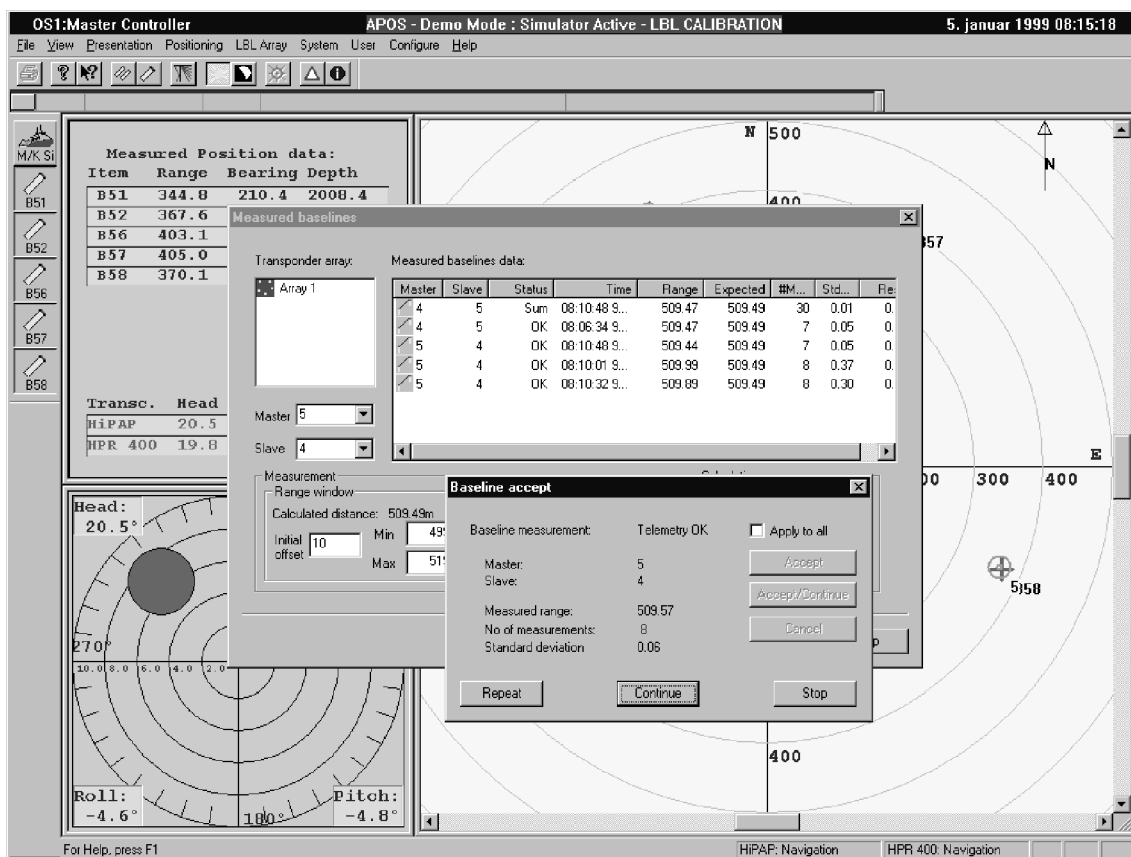 OS1:Master Controller APOS - Demo Mode : Simulator Active - LBL CALIBRATION 5. januar 1999 08:15:18
File View Presentation Positioning LBL Array System User Configure Help
M/K Si
B51
B52
B56
B57
B58
Measured Position data:
Item Range Bearing Depth
B51 344.8 210.4 2008.4
B52 367.6
B56 403.1
B57 405.0
B58 370.1
Transc. Head
HiPAP 20.5
HPR 400 19.8
N 500
N
400
B57
E
300 400
5 B58
400
Measured baselines
Transponder array:
Array 1
Master 5
Slave 4
Measured baselines data:
Master Slave Status Time Range Expected #M... Std... Re
4 5 Sum 08:10:48 9... 509.47 509.49 30 0.01 0.
4 5 OK 08:06:34 9... 509.47 509.49 7 0.05 0.
5 4 OK 08:10:48 9... 509.44 509.49 7 0.05 0.
5 4 OK 08:10:01 9... 509.99 509.49 8 0.37 0.
5 4 OK 08:10:32 9... 509.89 509.49 8 0.30 0.
Measurement
Range window
Calculated distance: 509.49m
Initial offset 10
Min 49
Max 51
Baseline accept
Baseline measurement: Telemetry OK
Apply to all
Master: 5
Slave: 4
Accept
Accept/Continue
Measured range: 509.57
No of measurements: 8
Cancel
Standard deviation 0.06
Repeat Continue Stop
Head:
20.5°
270°
10.0 8.0 6.0 4.0 2.0
Roll:
-4.6°
180°
Pitch:
-4.8°
For Help, press F1 HiPAP: Navigation HPR 400: Navigation